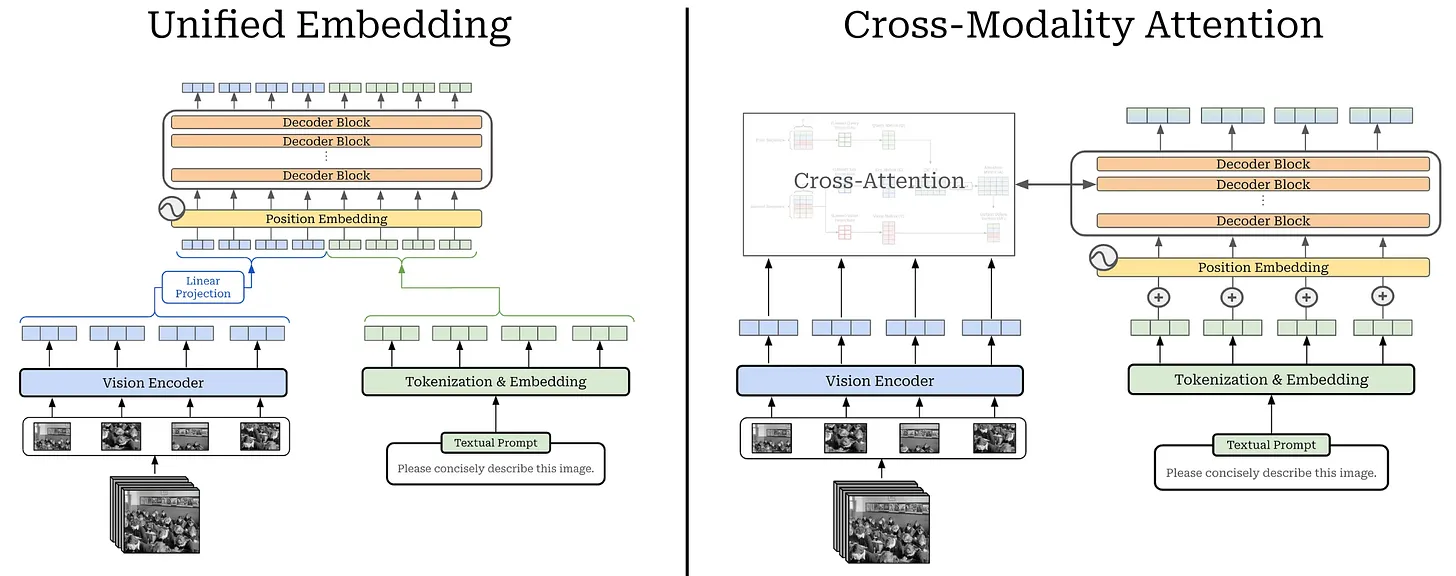 Unified Embedding
Decoder Block
Decoder Block
Decoder Block
Position Embedding
Linear
Projection
Vision Encoder
Tokenization & Embedding
Textual Prompt
Please concisely describe this image.
Cross-Modality Attention
Cross-Attention
Decoder Block
Decoder Block
Decoder Block
Position Embedding
Vision Encoder
Tokenization & Embedding
Textual Prompt
Please concisely describe this image.